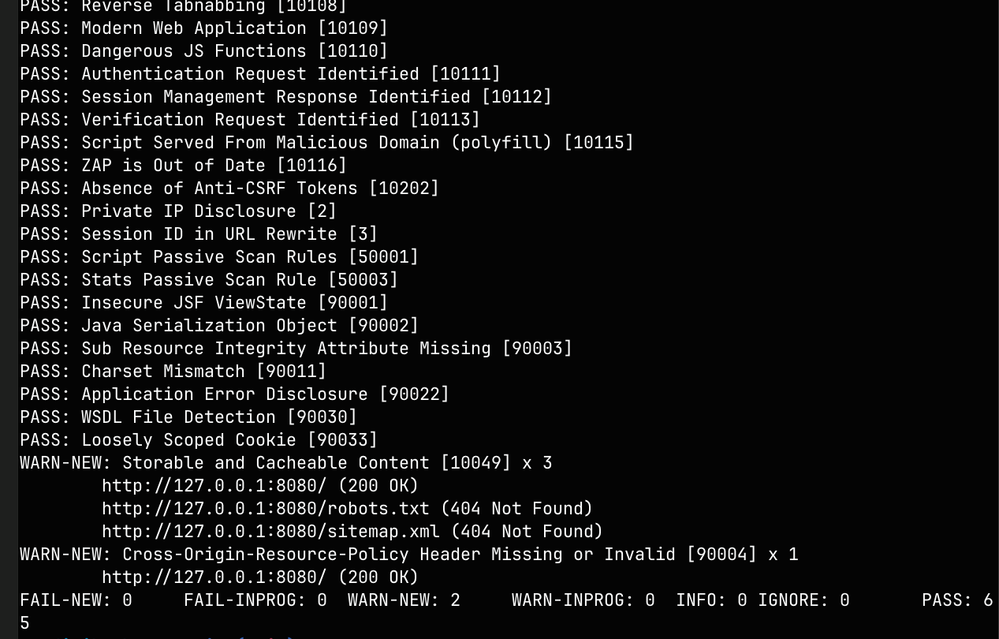 PASS: Reverse Tabnabbing [10108]
PASS: Modern Web Application [10109]
PASS: Dangerous JS Functions [10110]
PASS: Authentication Request Identified [10111]
PASS: Session Management Response Identified [10112]
PASS: Verification Request Identified [10113]
PASS: Script Served From Malicious Domain (polyfill) [10115]
PASS: ZAP is Out of Date [10116]
PASS: Absence of Anti-CSRF Tokens [10202]
PASS: Private IP Disclosure [2]
PASS: Session ID in URL Rewrite [3]
PASS: Script Passive Scan Rules [50001]
PASS: Stats Passive Scan Rule [50003]
PASS: Insecure JSF ViewState [90001]
PASS: Java Serialization Object [90002]
PASS: Sub Resource Integrity Attribute Missing [90003]
PASS: Charset Mismatch [90011]
PASS: Application Error Disclosure [90022]
PASS: WSDL File Detection [90030]
PASS: Loosely Scoped Cookie [90033]
WARN-NEW: Storable and Cacheable Content [10049] x 3
http://127.0.0.1:8080/ (200 OK)
http://127.0.0.1:8080/robots.txt (404 Not Found)
http://127.0.0.1:8080/sitemap.xml (404 Not Found)
WARN-NEW: Cross-Origin-Resource-Policy Header Missing or Invalid [90004] x 1
http://127.0.0.1:8080/ (200 OK)
FAIL-NEW: 0 FAIL-INPROG: 0 WARN-NEW: 2 WARN-INPROG: 0 INFO: 0 IGNORE: 0 PASS: 6
5